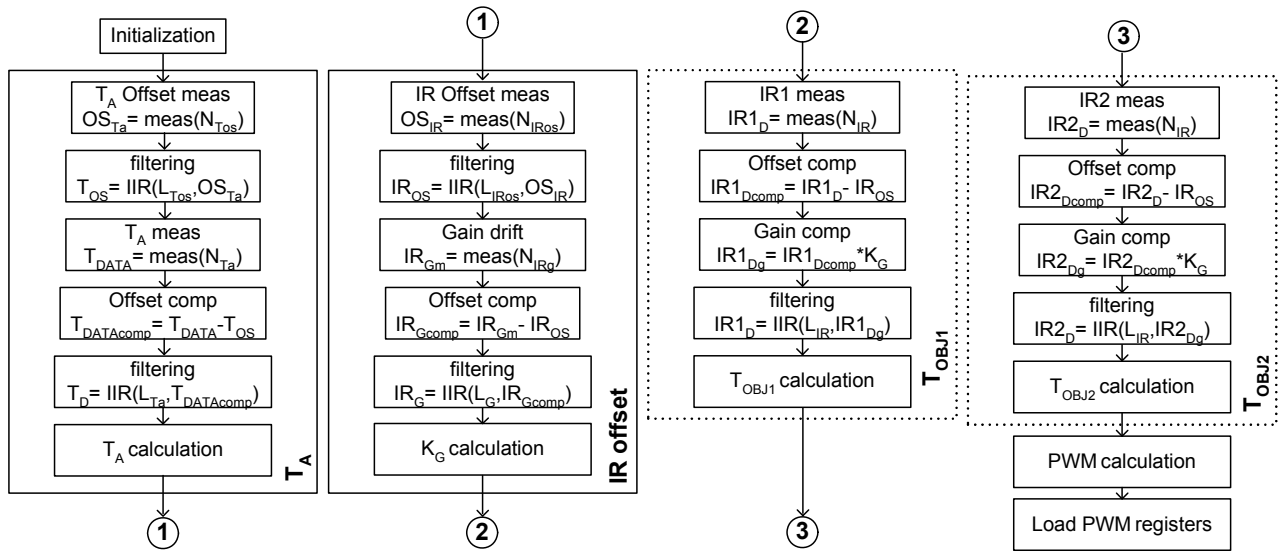 Initialization
T_A Offset meas
OS_Ta= meas(N_Tos)
filtering
T_OS= IIR(L_Tos,OS_Ta)
T_A meas
T_DATA= meas(N_Ta)
Offset comp
T_DATAcomp= T_DATA-T_OS
filtering
T_D= IIR(L_Ta,T_DATAcomp)
T_A calculation
T_A
1
1
IR Offset meas
OS_IR= meas(N_IRos)
filtering
IR_OS= IIR(L_IRos,OS_IR)
Gain drift
IR_Gm= meas(N_IRg)
Offset comp
IR_Gcomp= IR_Gm- IR_OS
filtering
IR_G= IIR(L_G,IR_Gcomp)
K_G calculation
IR offset
2
2
IR1 meas
IR1_D= meas(N_IR)
Offset comp
IR1_Dcomp= IR1_D- IR_OS
Gain comp
IR1_Dg= IR1_Dcomp*K_G
filtering
IR1_D= IIR(L_IR,IR1_Dg)
T_OBJ1 calculation
T_OBJ1
3
3
IR2 meas
IR2_D= meas(N_IR)
Offset comp
IR2_Dcomp= IR2_D- IR_OS
Gain comp
IR2_Dg= IR2_Dcomp*K_G
filtering
IR2_D= IIR(L_IR,IR2_Dg)
T_OBJ2 calculation
T_OBJ2
PWM calculation
Load PWM registers